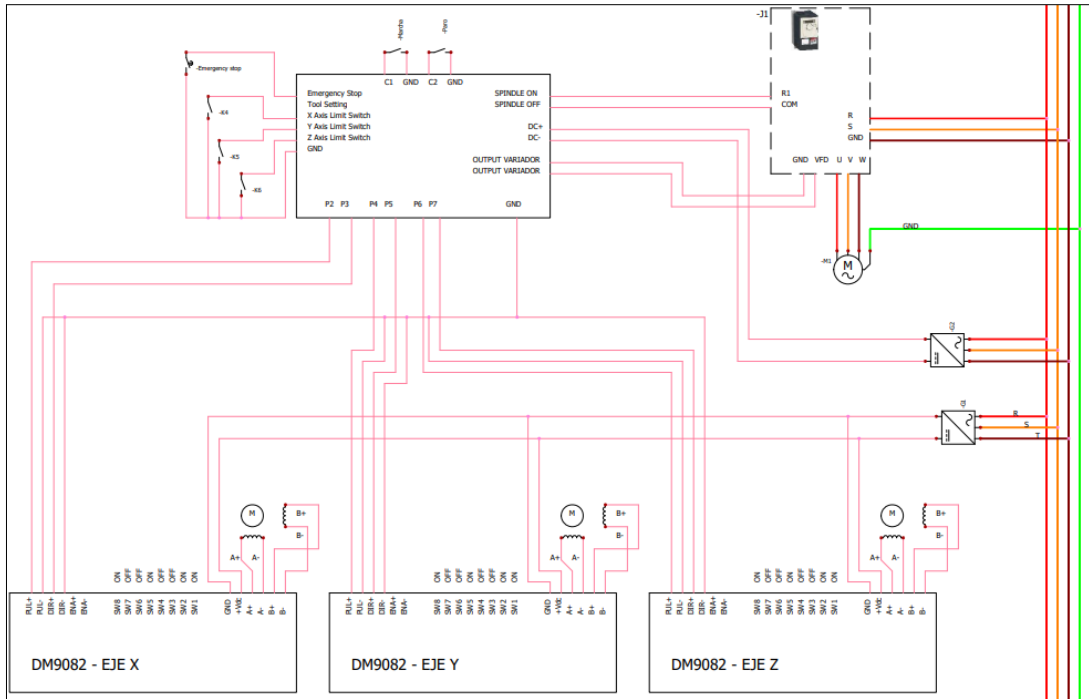 -J1
-Marcha
-Paro
C1 GND C2 GND
-Emergency stop
Emergency Stop
Tool Setting
X Axis Limit Switch
Y Axis Limit Switch
Z Axis Limit Switch
GND
SPINDLE ON
SPINDLE OFF
DC+
DC-
OUTPUT VARIADOR
OUTPUT VARIADOR
P2 P3 P4 P5 P6 P7 GND
-K4
-K5
-K6
R1
COM
R
S
GND
GND VFD U V W
GND
-M1
M
R
S
T
M
A+ A-
B+
B-
M
A+ A-
B+
B-
M
A+ A-
B+
B-
PUL+ PUL- DIR+ DIR- ENA+ ENA-
ON OFF OFF ON OFF OFF ON ON
SW8 SW7 SW6 SW5 SW4 SW3 SW2 SW1
GND +Vdc A+ A- B+ B-
DM9082 - EJE X
PUL+ PUL- DIR+ DIR- ENA+ ENA-
ON OFF OFF ON OFF OFF ON ON
SW8 SW7 SW6 SW5 SW4 SW3 SW2 SW1
GND +Vdc A+ A- B+ B-
DM9082 - EJE Y
PUL+ PUL- DIR+ DIR- ENA+ ENA-
ON OFF OFF ON OFF OFF ON ON
SW8 SW7 SW6 SW5 SW4 SW3 SW2 SW1
GND +Vdc A+ A- B+ B-
DM9082 - EJE Z